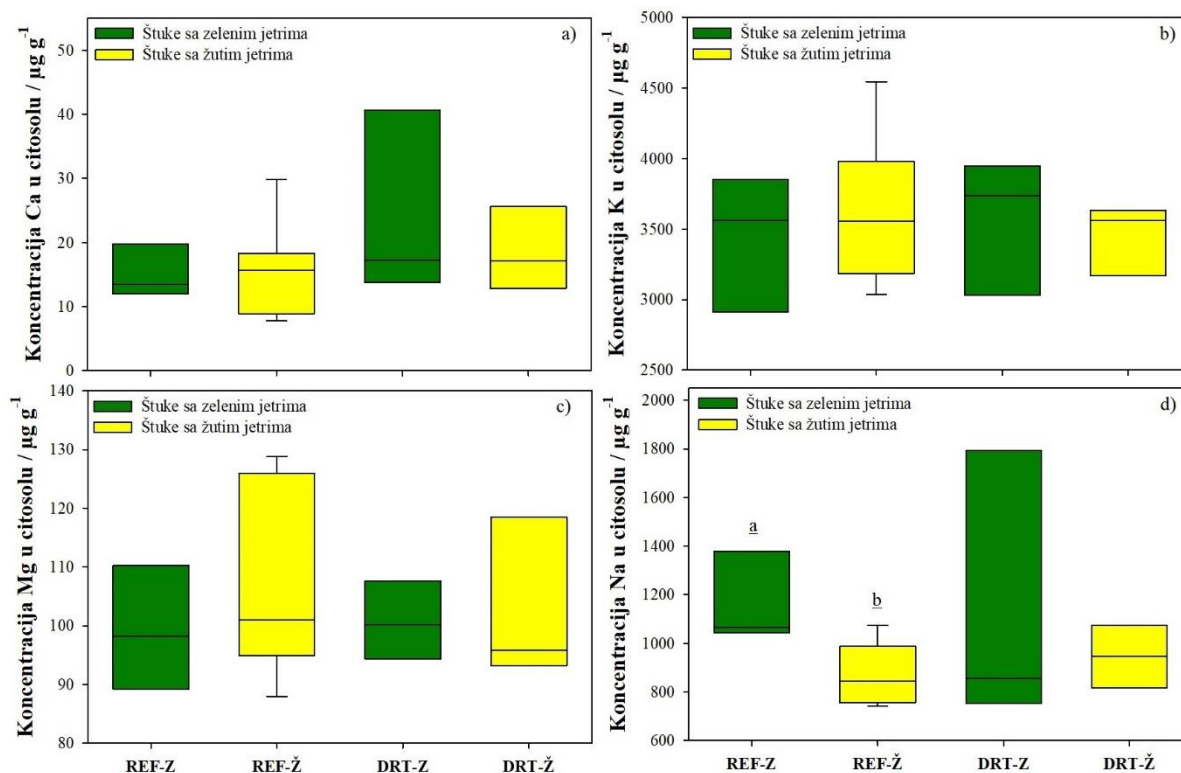 Koncentracija Ca u citosolu / µg g⁻¹
Štuke sa zelenim jetrima
Štuke sa žutim jetrima
a)
50
40
30
20
10
0
Koncentracija K u citosolu / µg g⁻¹
Štuke sa zelenim jetrima
Štuke sa žutim jetrima
b)
5000
4500
4000
3500
3000
2500
Koncentracija Mg u citosolu / µg g⁻¹
Štuke sa zelenim jetrima
Štuke sa žutim jetrima
c)
140
130
120
110
100
90
80
REF-Z REF-Ž DRT-Z DRT-Ž
Koncentracija Na u citosolu / µg g⁻¹
Štuke sa zelenim jetrima
Štuke sa žutim jetrima
d)
2000
1800
1600
1400
1200
1000
800
600
a
b
REF-Z REF-Ž DRT-Z DRT-Ž